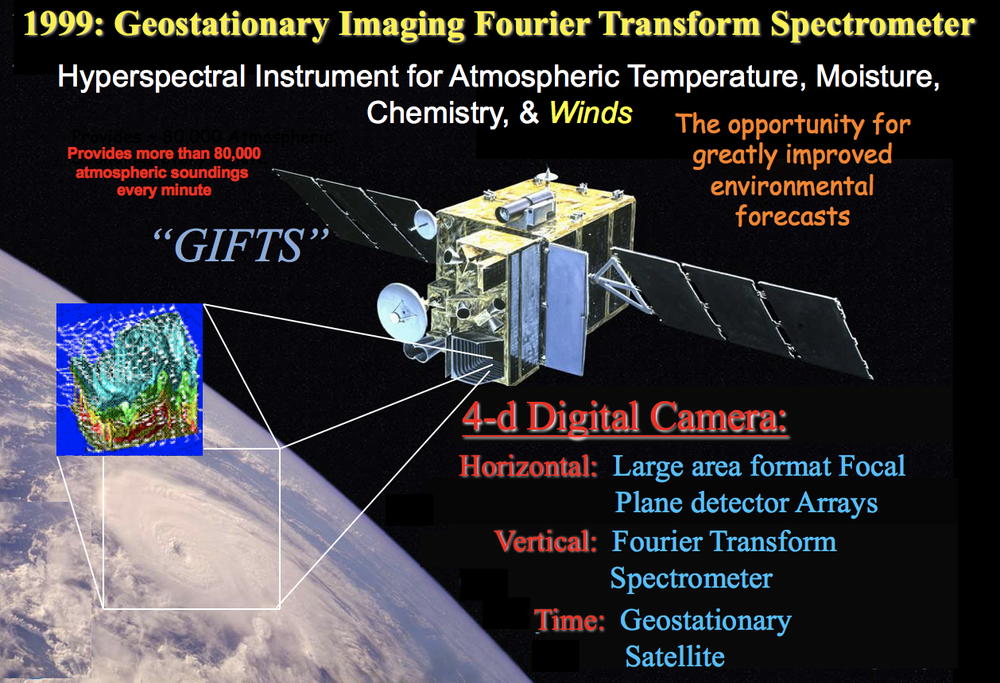 1999: Geostationary Imaging Fourier Transform Spectrometer
Hyperspectral Instrument for Atmospheric Temperature, Moisture,
Chemistry, & Winds
The opportunity for
greatly improved
environmental
forecasts
Provides ~ 80,000 Atmospheric
Provides more than 80,000
atmospheric soundings
every minute
“GIFTS”
4-d Digital Camera:
Horizontal: Large area format Focal
Plane detector Arrays
Vertical: Fourier Transform
Spectrometer
Time: Geostationary
Satellite